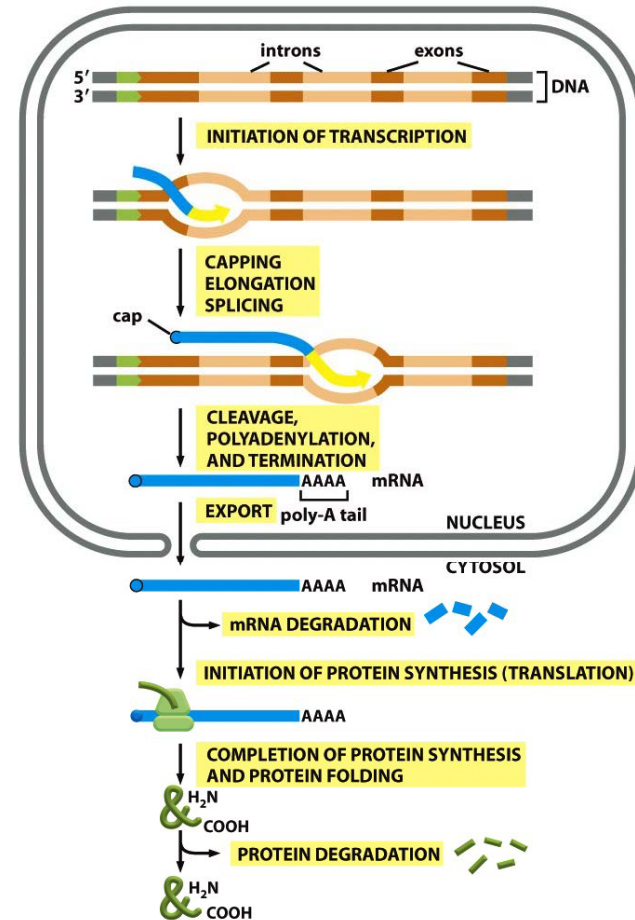 introns exons
5′
3′
DNA
INITIATION OF TRANSCRIPTION
CAPPING
ELONGATION
SPLICING
cap
CLEAVAGE,
POLYADENYLATION,
AND TERMINATION
AAAA mRNA
poly-A tail
EXPORT
NUCLEUS
CYTOSOL
AAAA mRNA
mRNA DEGRADATION
INITIATION OF PROTEIN SYNTHESIS (TRANSLATION)
AAAA
COMPLETION OF PROTEIN SYNTHESIS
AND PROTEIN FOLDING
H₂N
COOH
PROTEIN DEGRADATION
H₂N
COOH